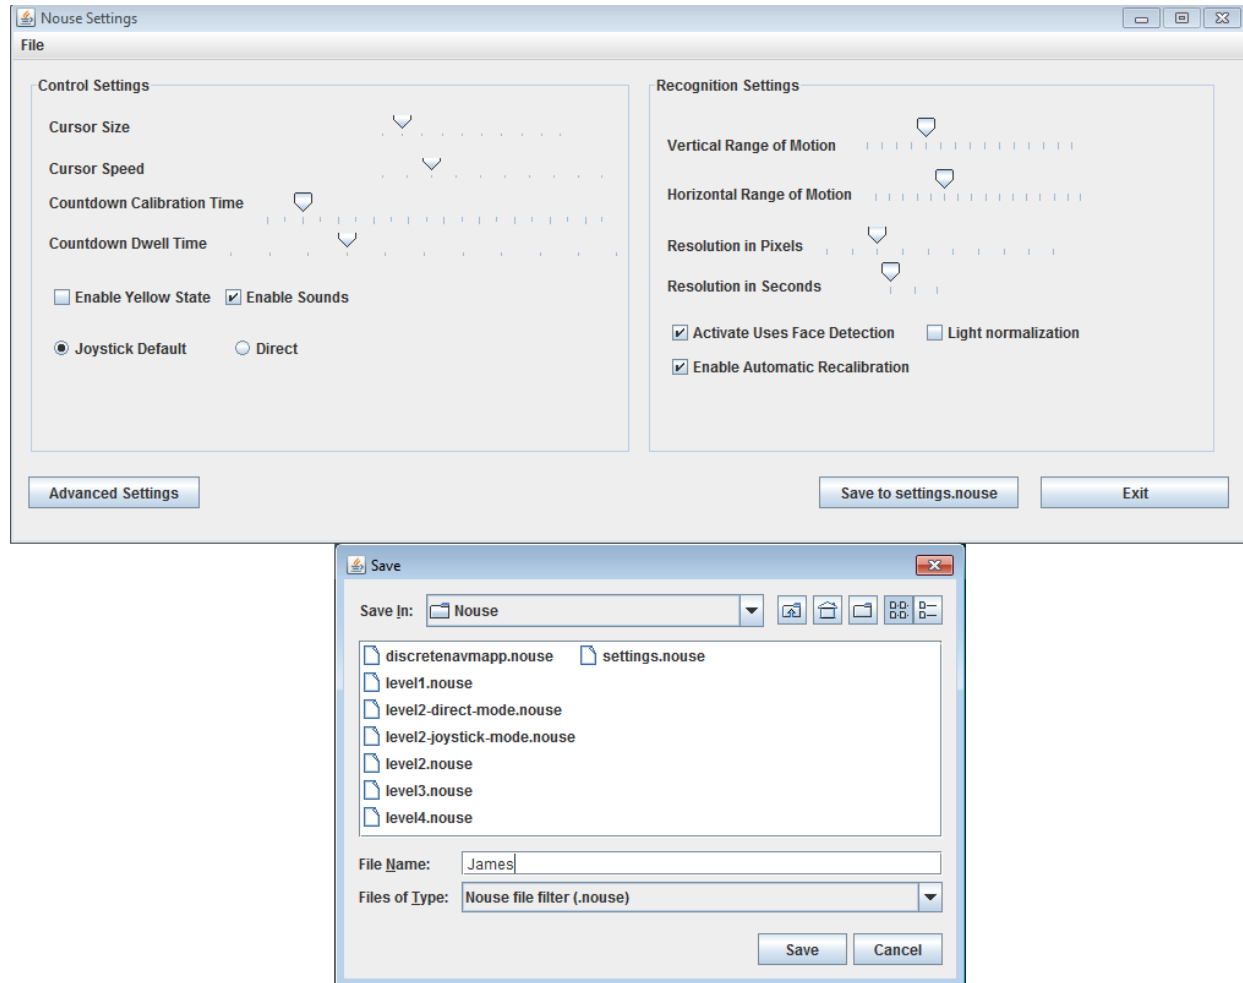 Nouse Settings
File
Control Settings
Cursor Size
Cursor Speed
Countdown Calibration Time
Countdown Dwell Time
Enable Yellow State Enable Sounds
Joystick Default Direct
Recognition Settings
Vertical Range of Motion
Horizontal Range of Motion
Resolution in Pixels
Resolution in Seconds
Activate Uses Face Detection Light normalization
Enable Automatic Recalibration
Advanced Settings Save to settings.nouse Exit
Save
Save In: Nouse
discretenavmapp.nouse settings.nouse
level1.nouse
level2-direct-mode.nouse
level2-joystick-mode.nouse
level2.nouse
level3.nouse
level4.nouse
File Name: James
Files of Type: Nouse file filter (.nouse)
Save Cancel